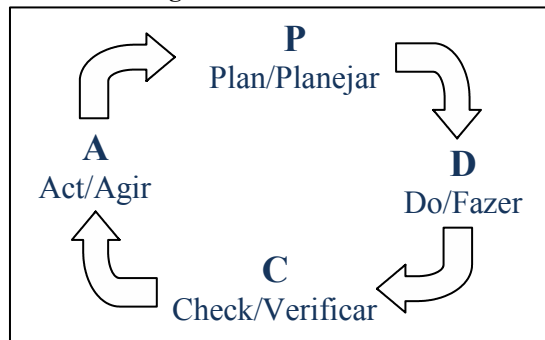 P
Plan/Planejar
A
Act/Agir
D
Do/Fazer
C
Check/Verificar